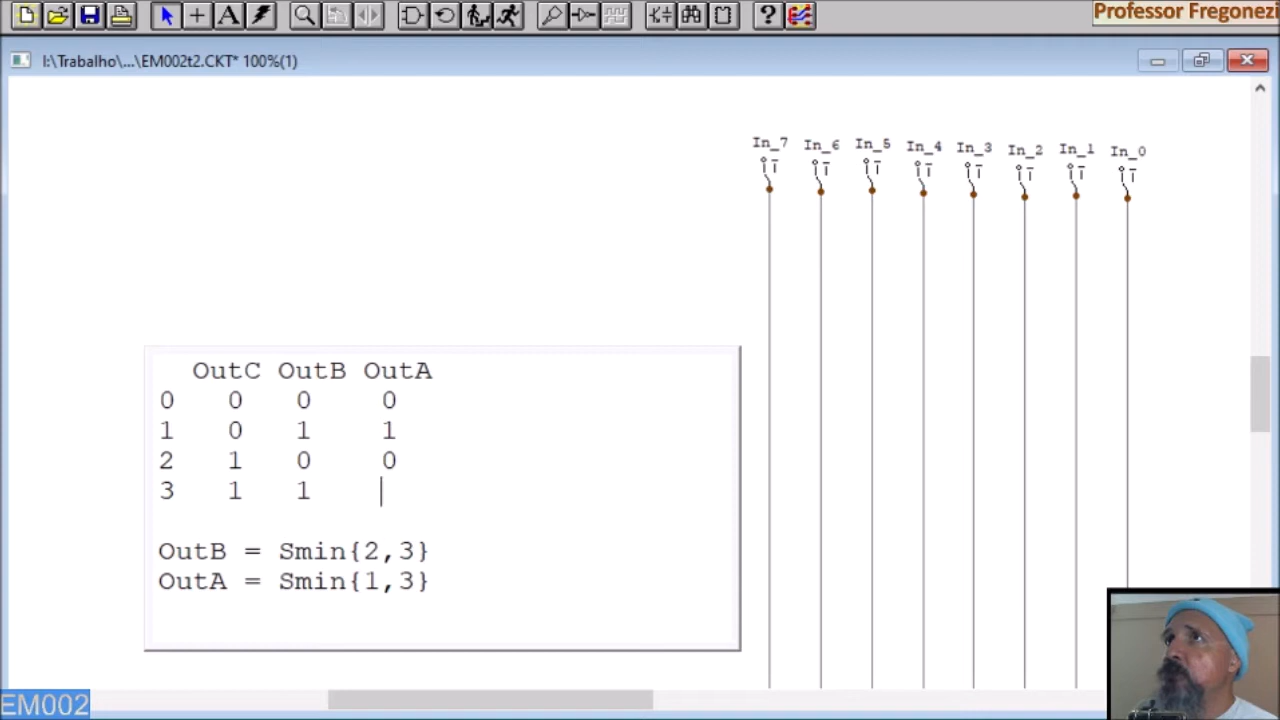 Professor Fregonezi
I:\Trabalho\...\EM002t2.CKT* 100%(1)
In_7 In_6 In_5 In_4 In_3 In_2 In_1 In_0
OutC OutB OutA
0 0 0 0
1 0 1 1
2 1 0 0
3 1 1
OutB = Smin{2,3}
OutA = Smin{1,3}
EM002